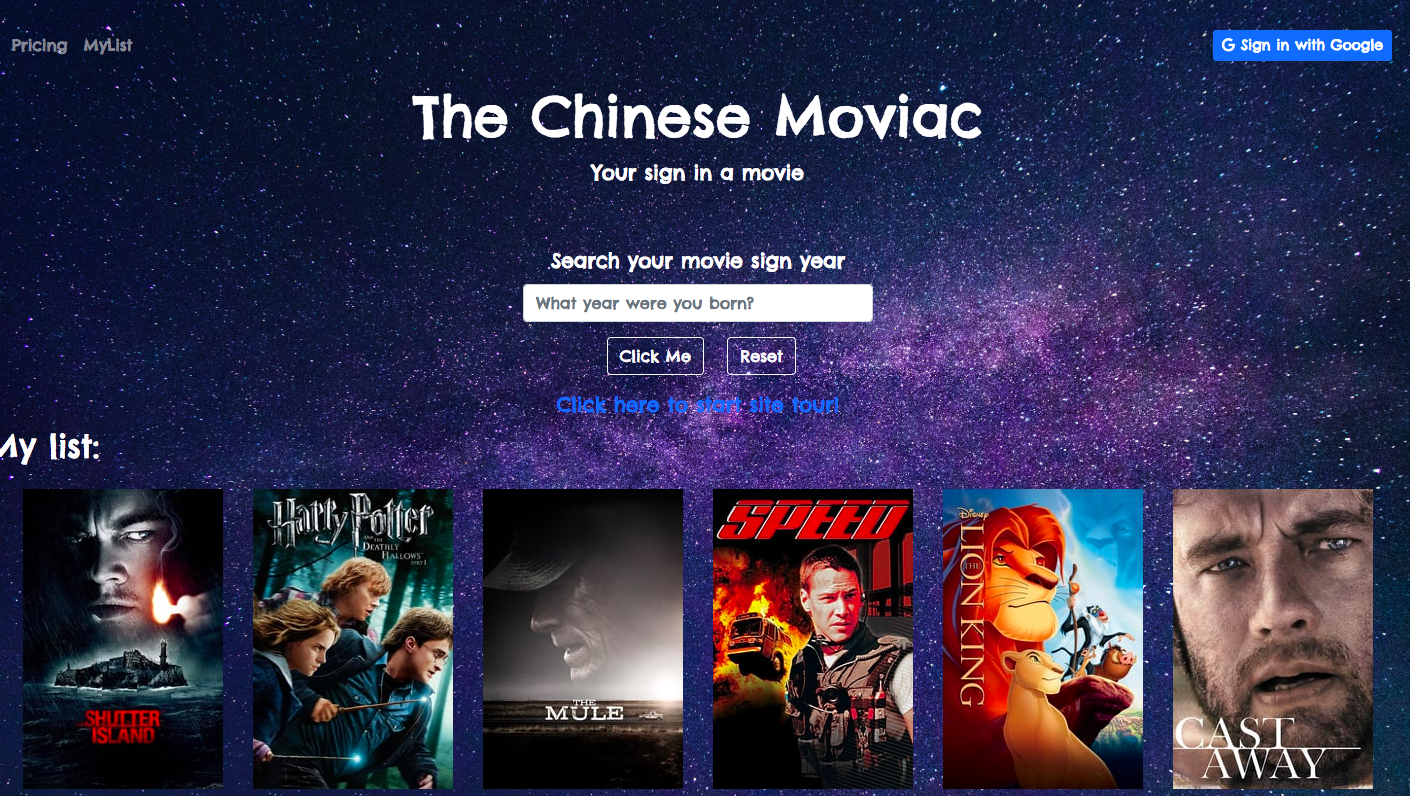 Pricing MyList
G Sign in with Google
The Chinese Moviac
Your sign in a movie
Search your movie sign year
What year were you born?
Click Me Reset
Click here to start site tour!
My list:
SHUTTER
ISLAND
Harry Potter
AND THE
DEATHLY
HALLOWS
PART 1
THE
MULE
SPEED
Disney
THE
LION KING
CAST
AWAY